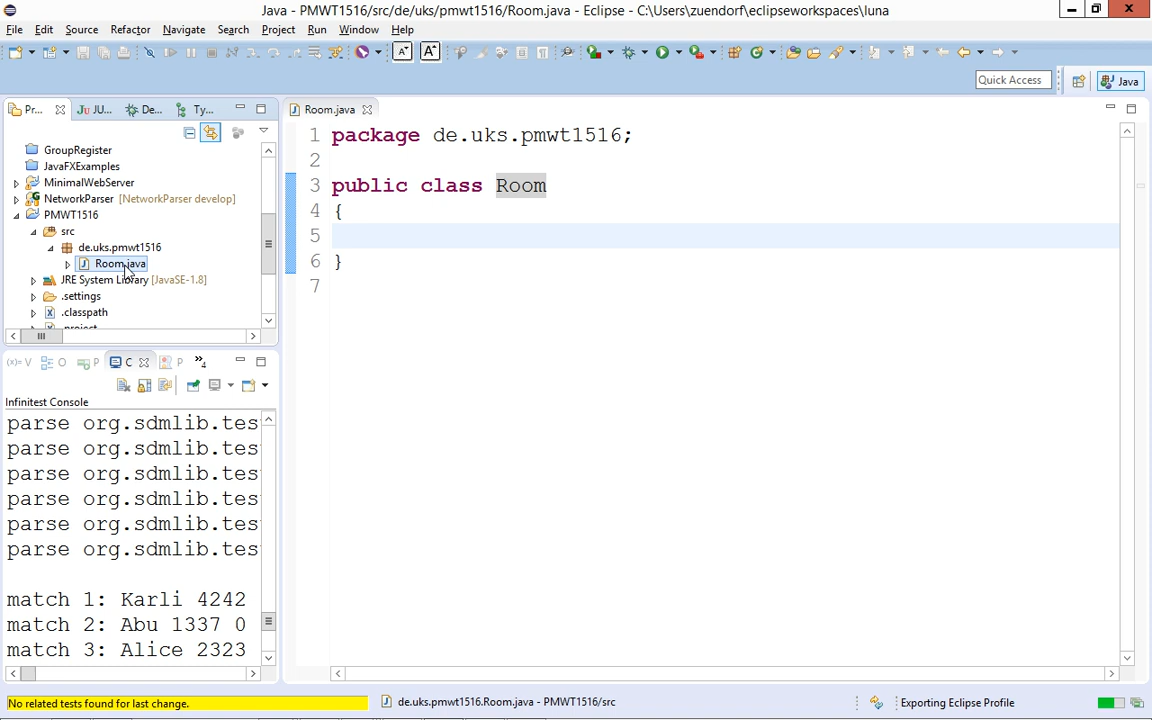 Java - PMWT1516/src/de/uks/pmwt1516/Room.java - Eclipse - C:\Users\zuendorf\eclipseworkspaces\luna
File Edit Source Refactor Navigate Search Project Run Window Help
Quick Access
Java
Pr... JU... De... Ty...
GroupRegister
JavaFXExamples
MinimalWebServer
NetworkParser [NetworkParser develop]
PMWT1516
src
de.uks.pmwt1516
Room.java
JRE System Library [JavaSE-1.8]
.settings
.classpath
.project
Room.java
1 package de.uks.pmwt1516;
2
3 public class Room
4 {
5
6 }
7
(x)= V O P C P »4
Infinitest Console
parse org.sdmlib.tes
parse org.sdmlib.tes
parse org.sdmlib.tes
parse org.sdmlib.tes
parse org.sdmlib.tes
parse org.sdmlib.tes
match 1: Karli 4242
match 2: Abu 1337 0
match 3: Alice 2323
No related tests found for last change.
de.uks.pmwt1516.Room.java - PMWT1516/src
Exporting Eclipse Profile